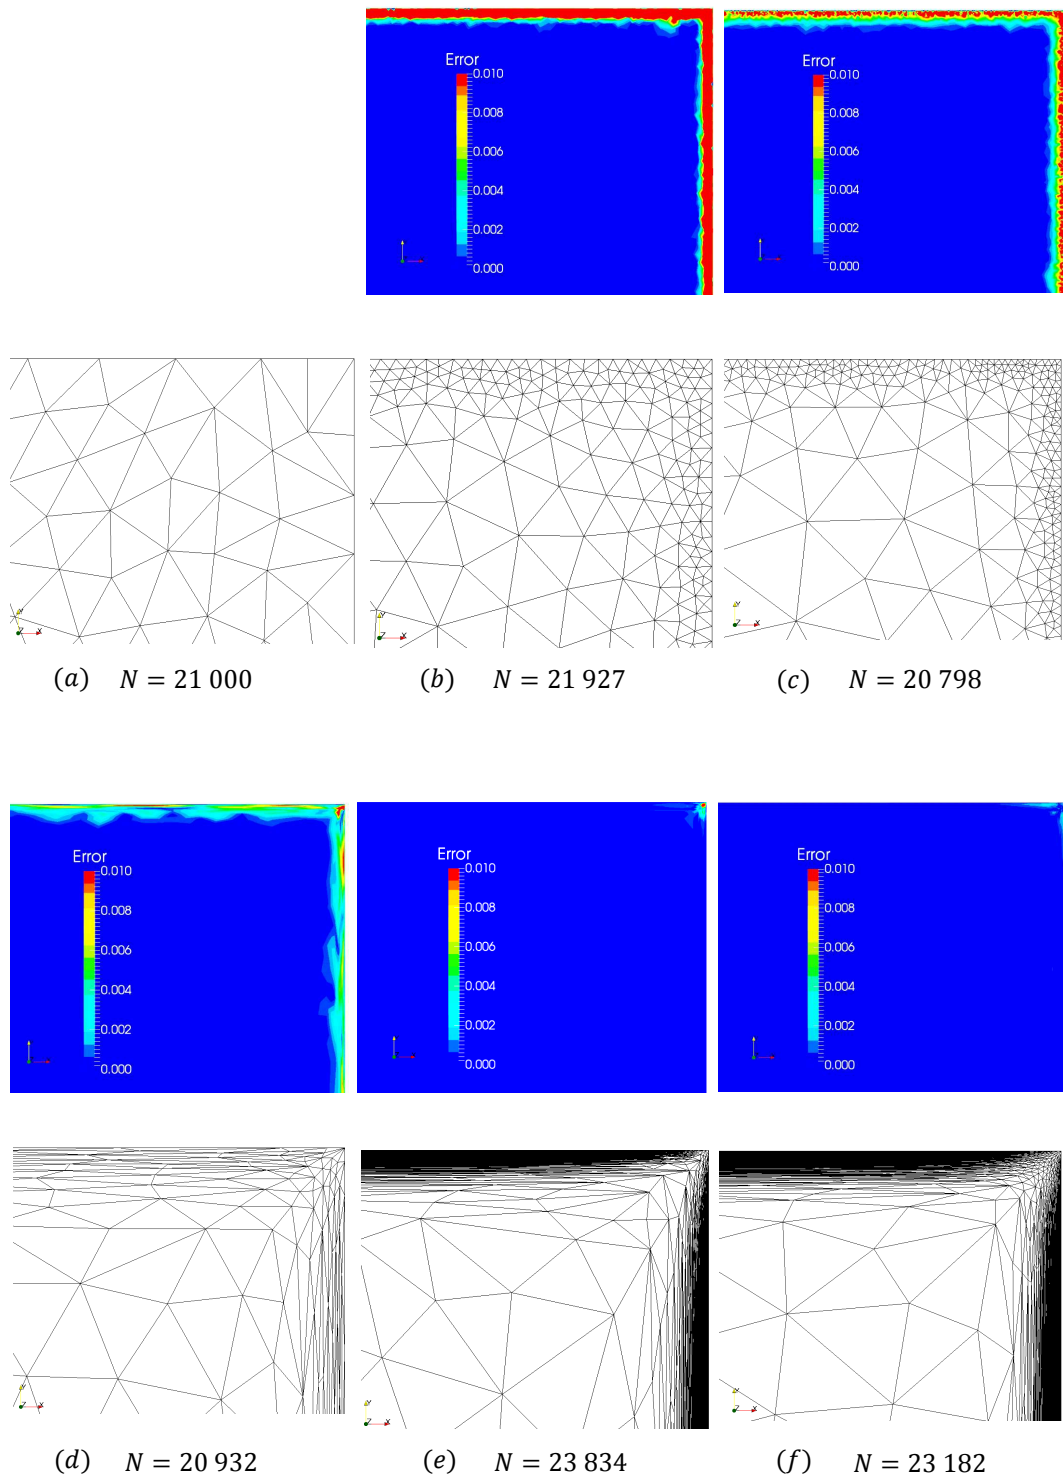 Error
0.010
0.008
0.006
0.004
0.002
0.000
Error
0.010
0.008
0.006
0.004
0.002
0.000
Y
Z X
Y
Z X
Y
Z X
(a) N = 21 000
(b) N = 21 927
(c) N = 20 798
Error
0.010
0.008
0.006
0.004
0.002
0.000
Error
0.010
0.008
0.006
0.004
0.002
0.000
Error
0.010
0.008
0.006
0.004
0.002
0.000
Y
Z X
Y
Z X
Y
Z X
(d) N = 20 932
(e) N = 23 834
(f) N = 23 182